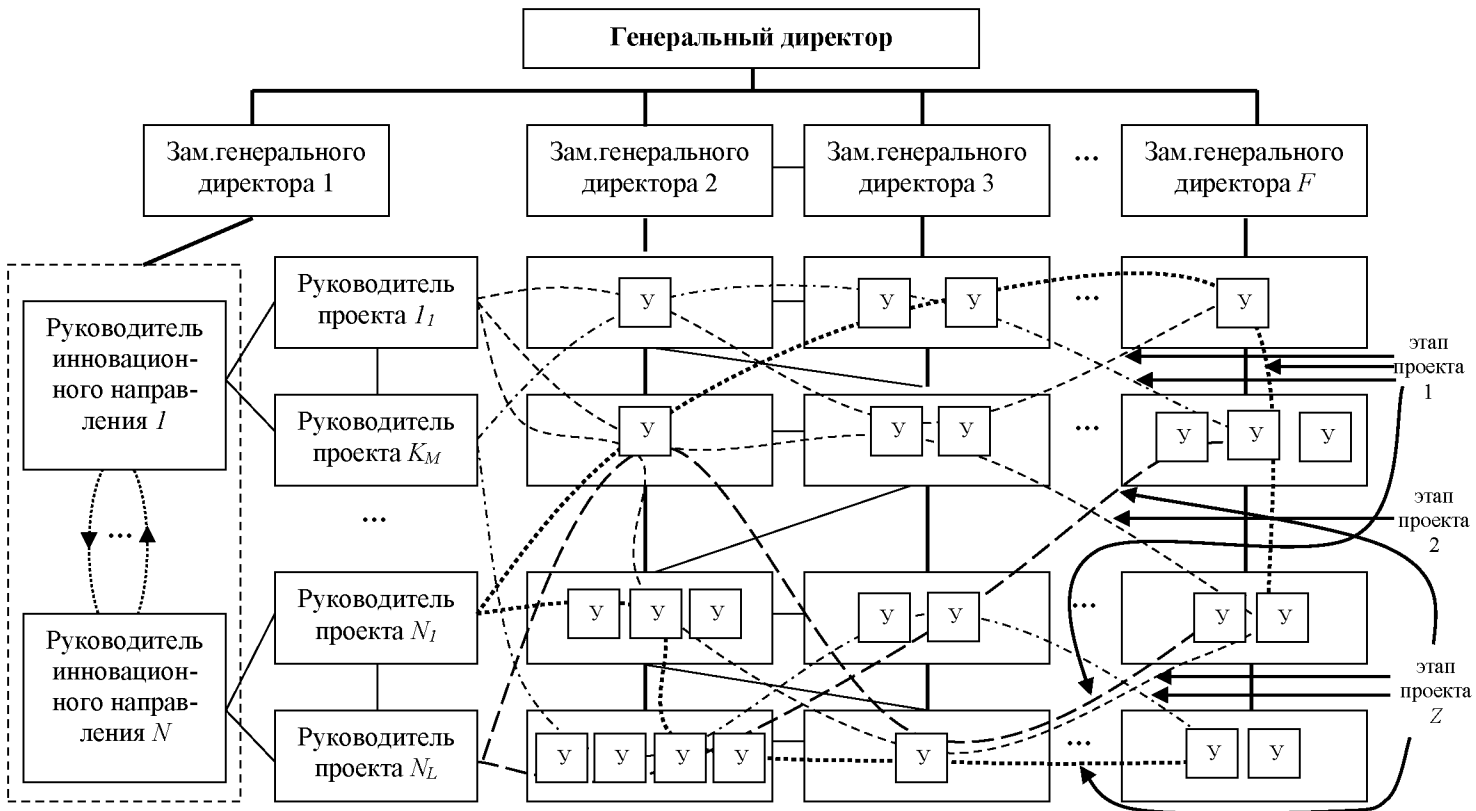 Генеральный директор
Зам.генерального
директора 1
Зам.генерального
директора 2
Зам.генерального
директора 3
...
Зам.генерального
директора F
Руководитель
инновацион-
ного направ-
ления 1
Руководитель
проекта 1₁
У
У
У
...
У
этап
проекта
1
Руководитель
проекта K_M
У
У
У
...
У
У
У
...
...
этап
проекта
2
Руководитель
инновацион-
ного направ-
ления N
Руководитель
проекта N₁
У
У
У
У
У
...
У
У
Руководитель
проекта N_L
У
У
У
У
У
...
У
У
этап
проекта
Z